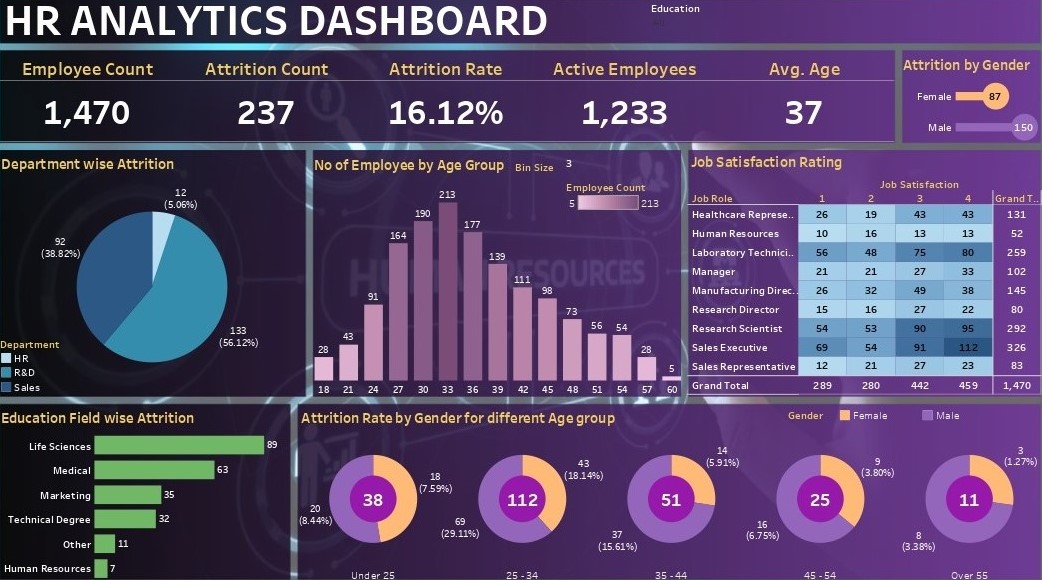 HR ANALYTICS DASHBOARD
Education
Employee Count Attrition Count Attrition Rate Active Employees Avg. Age
1,470 237 16.12% 1,233 37
Attrition by Gender
Female 87
Male 150
Department wise Attrition
12
(5.06%)
92
(38.82%)
133
(56.12%)
Department
HR
R&D
Sales
No of Employee by Age Group Bin Size 3
Employee Count
5 213
28 43 91 164 190 213 177 139 111 98 73 56 54 28 5
18 21 24 27 30 33 36 39 42 45 48 51 54 57 60
HUMAN RESOURCES
Job Satisfaction Rating
Job Satisfaction
Job Role 1 2 3 4 Grand T..
Healthcare Represe.. 26 19 43 43 131
Human Resources 10 16 13 13 52
Laboratory Technici.. 56 48 75 80 259
Manager 21 21 27 33 102
Manufacturing Direc.. 26 32 49 38 145
Research Director 15 16 27 22 80
Research Scientist 54 53 90 95 292
Sales Executive 69 54 91 112 326
Sales Representative 12 21 27 23 83
Grand Total 289 280 442 459 1,470
Education Field wise Attrition
Life Sciences 89
Medical 63
Marketing 35
Technical Degree 32
Other 11
Human Resources 7
Attrition Rate by Gender for different Age group
Gender Female Male
38
18
(7.59%)
20
(8.44%)
Under 25
112
43
(18.14%)
69
(29.11%)
25 - 34
51
14
(5.91%)
37
(15.61%)
35 - 44
25
9
(3.80%)
16
(6.75%)
45 - 54
11
3
(1.27%)
8
(3.38%)
Over 55